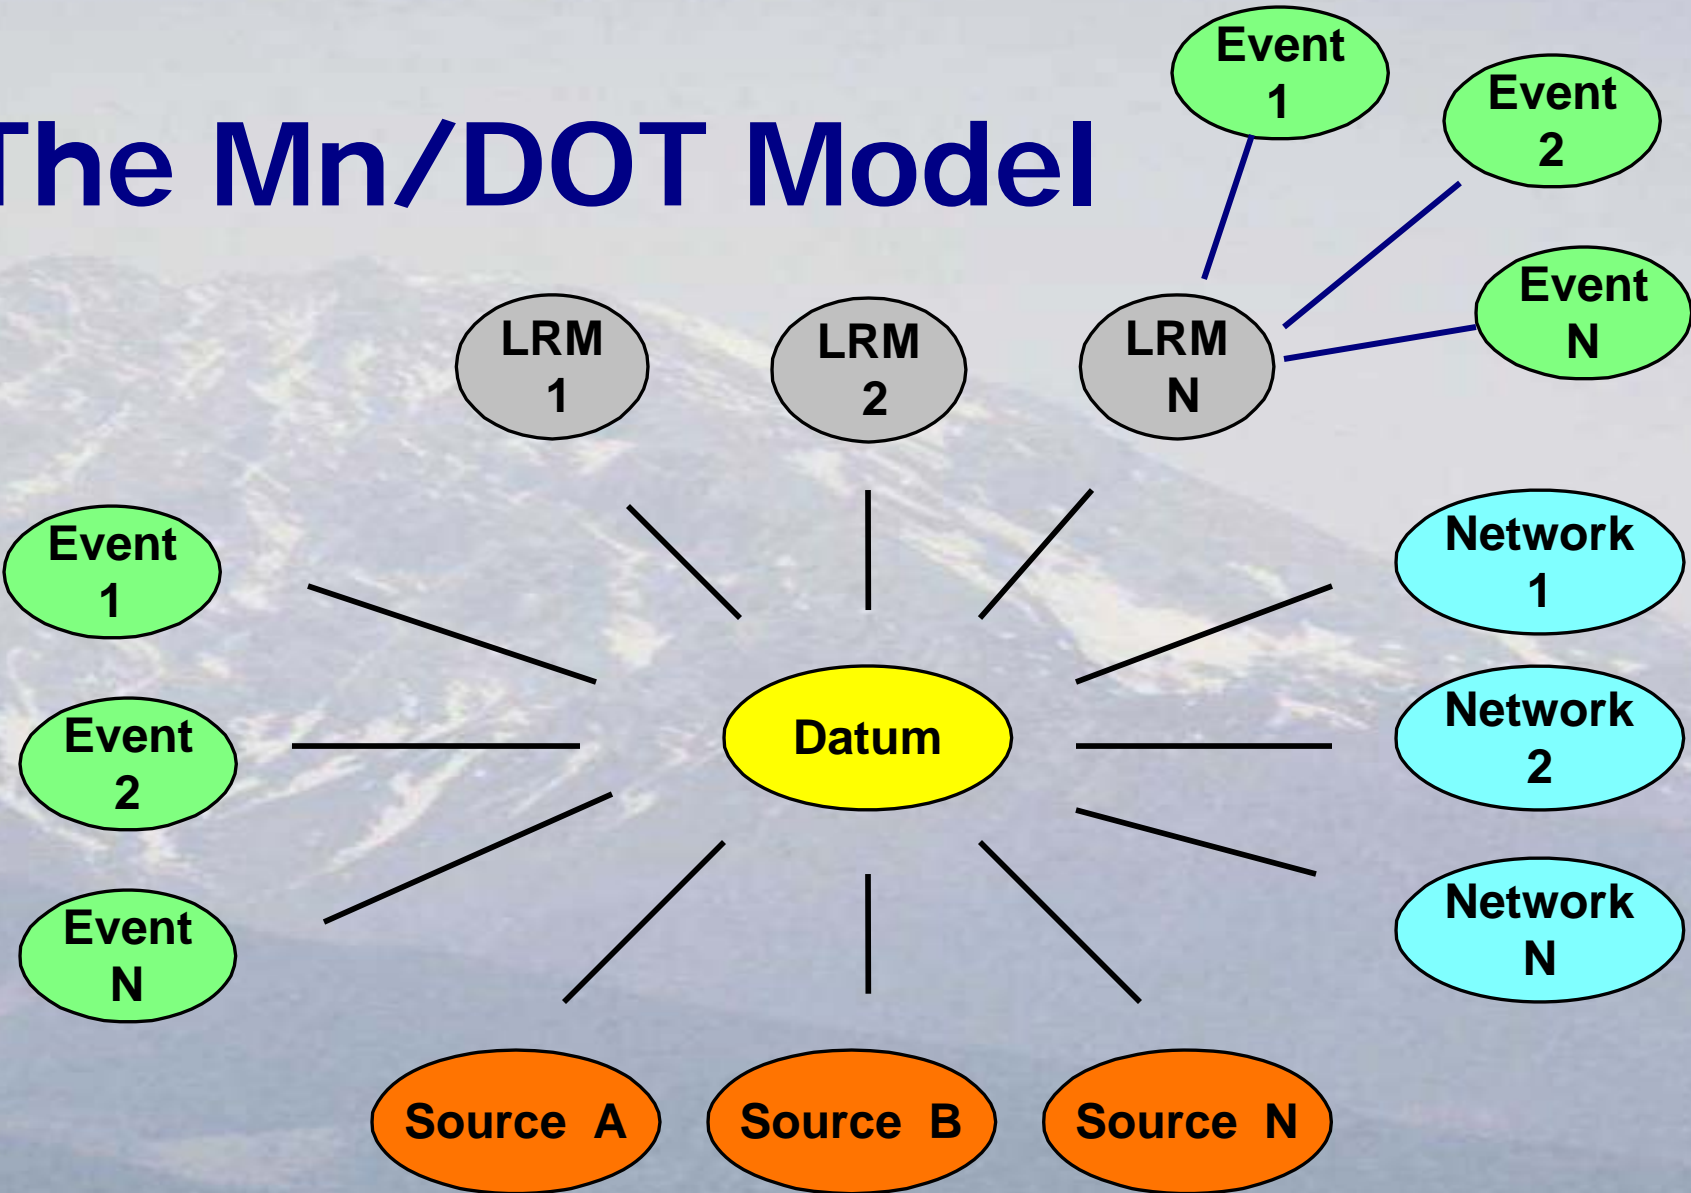 The Mn/DOT Model
Event
1
Event
2
Event
N
LRM
1
LRM
2
LRM
N
Event
1
Event
2
Event
N
Datum
Network
1
Network
2
Network
N
Source A
Source B
Source N